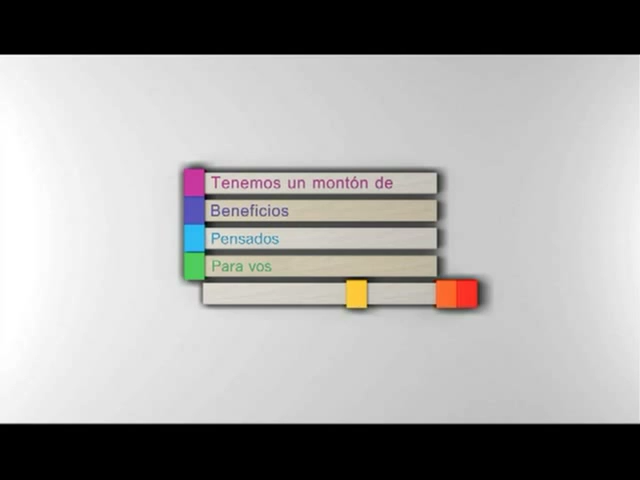 Tenemos un montón de
Beneficios
Pensados
Para vos